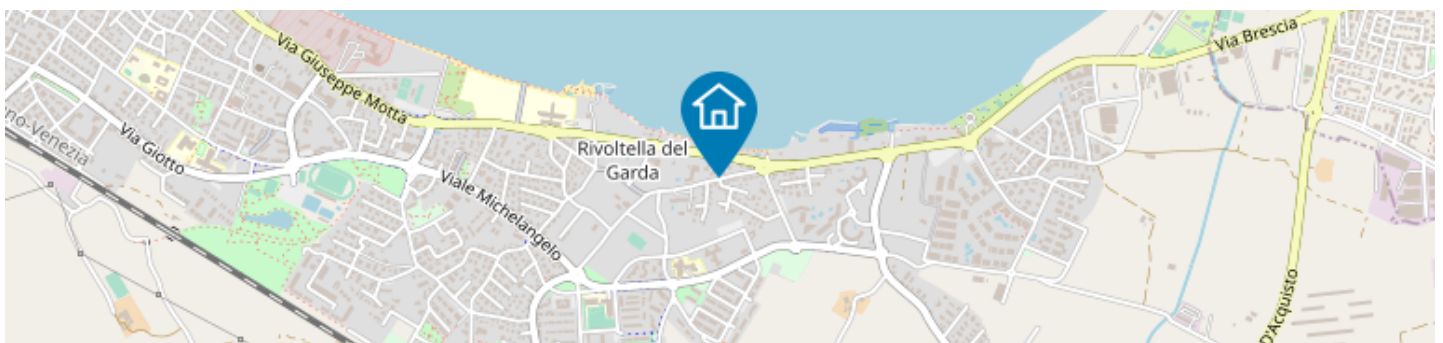 Via Brescia
Via Giuseppe Motta
no-Venezia
Via Giotto
Rivoltella del
Garda
Viale Michelangelo
D'Acquisto